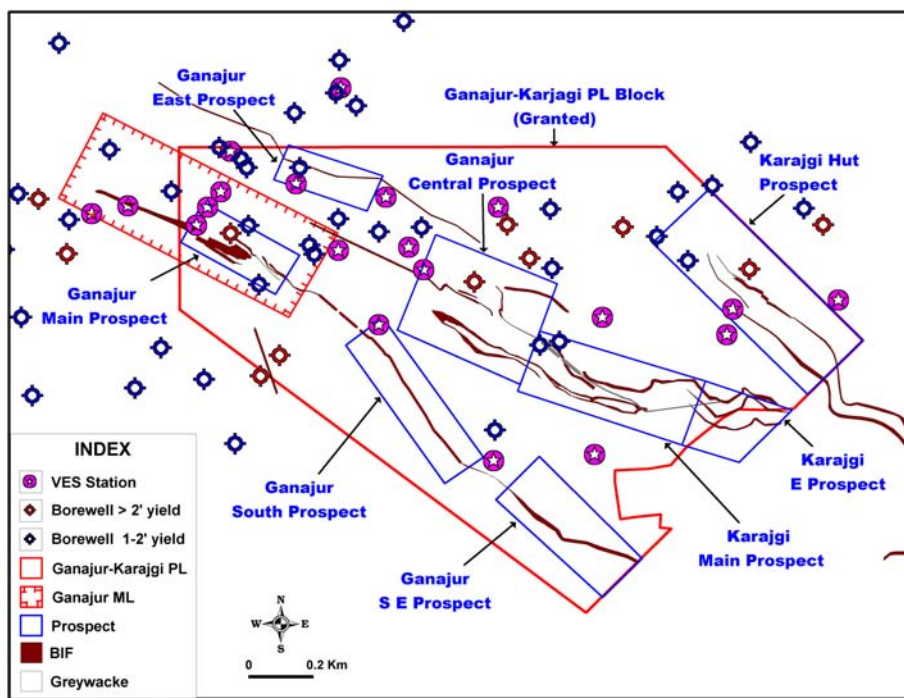 Ganajur
East Prospect
Ganajur-Karjagi PL Block
(Granted)
Ganajur
Central Prospect
Karajgi Hut
Prospect
Ganajur
Main Prospect
Ganajur
South Prospect
Ganajur
S E Prospect
Karajgi
Main Prospect
Karajgi
E Prospect
INDEX
VES Station
Borewell > 2' yield
Borewell 1-2' yield
Ganajur-Karajgi PL
Ganajur ML
Prospect
BIF
Greywacke
N
W E
S
0 0.2 Km